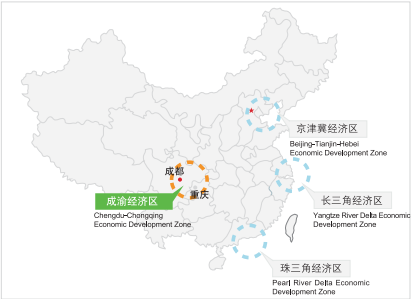 京津冀经济区
Beijing-Tianjin-Hebei
Economic Development Zone
成都
重庆
成渝经济区
Chengdu-Chongqing
Economic Development Zone
长三角经济区
Yangtze River Delta Economic
Development Zone
珠三角经济区
Pearl River Delta Economic
Development Zone